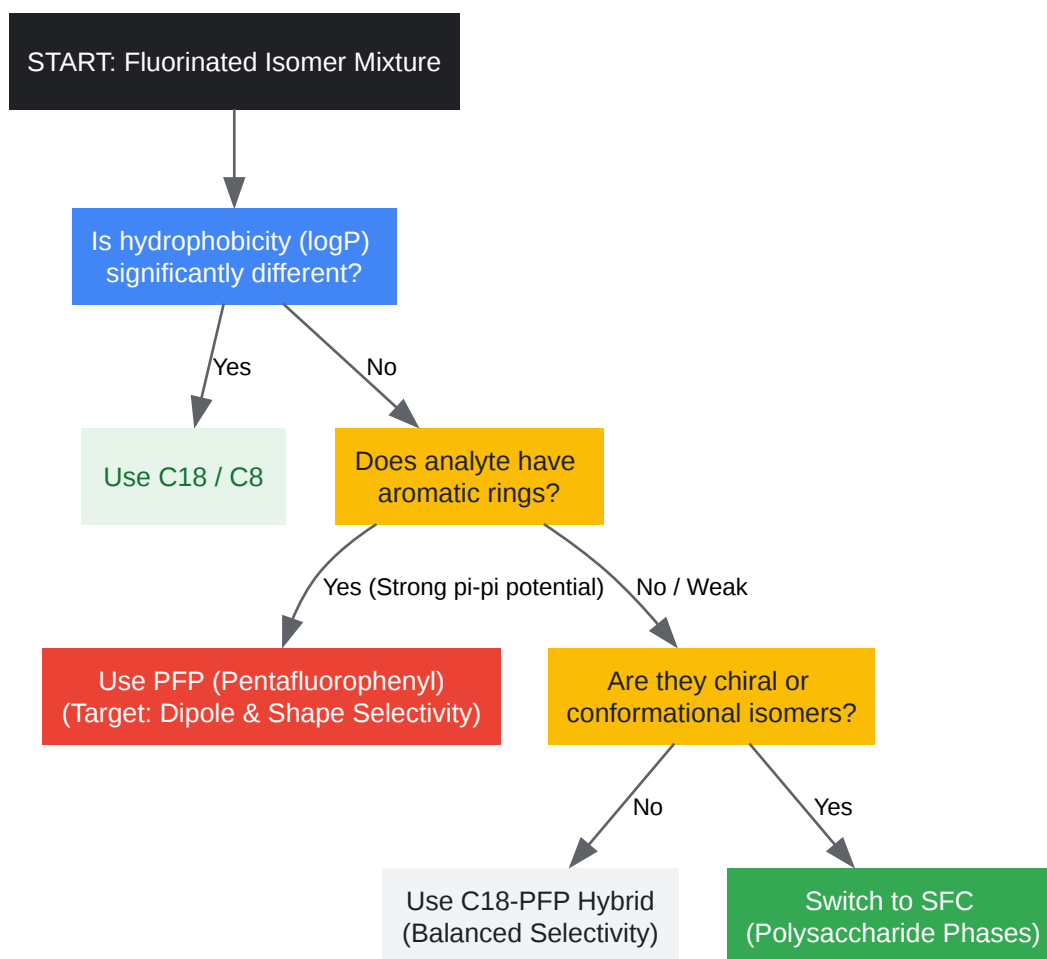 START: Fluorinated Isomer Mixture
Is hydrophobicity (logP)
significantly different?
Yes
No
Use C18 / C8
Does analyte have
aromatic rings?
Yes (Strong pi-pi potential)
No / Weak
Use PFP (Pentafluorophenyl)
(Target: Dipole & Shape Selectivity)
Are they chiral or
conformational isomers?
No
Yes
Use C18-PFP Hybrid
(Balanced Selectivity)
Switch to SFC
(Polysaccharide Phases)